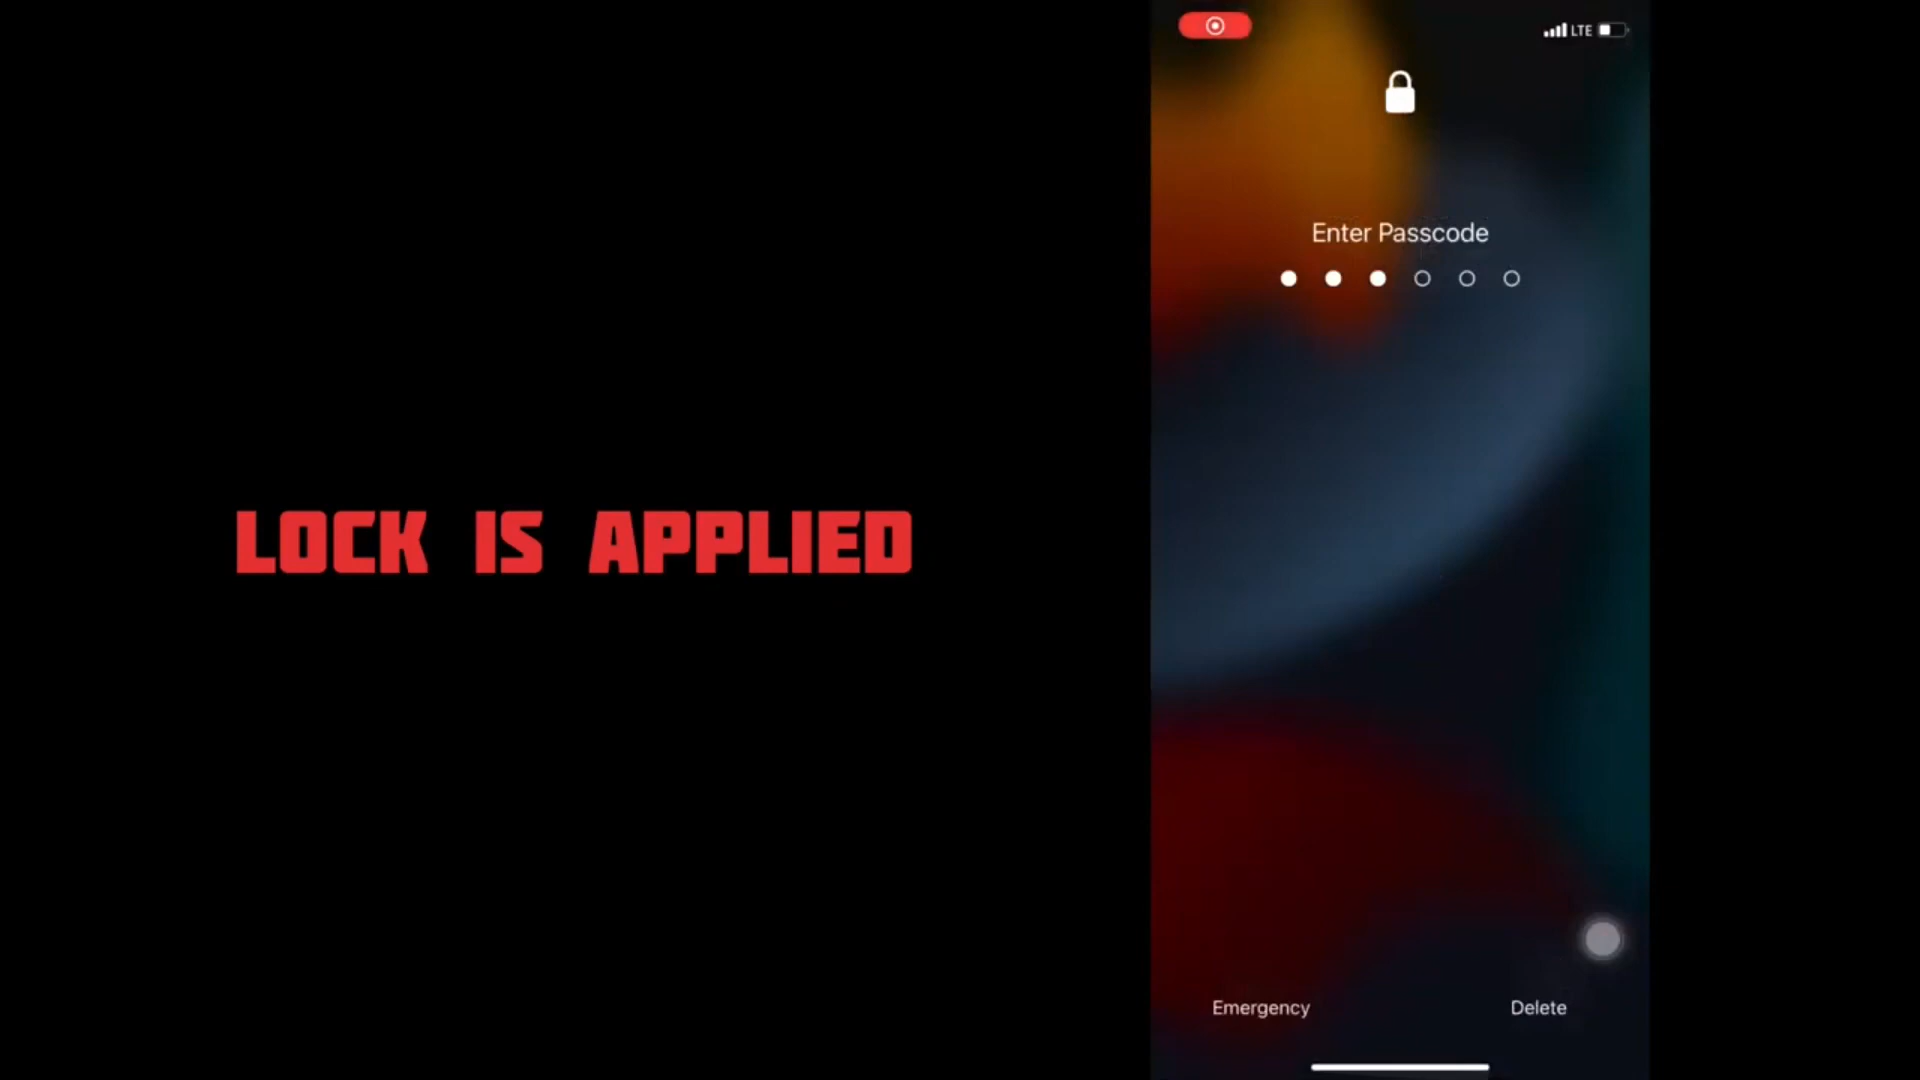 LTE
Enter Passcode
LOCK IS APPLIED
Emergency
Delete